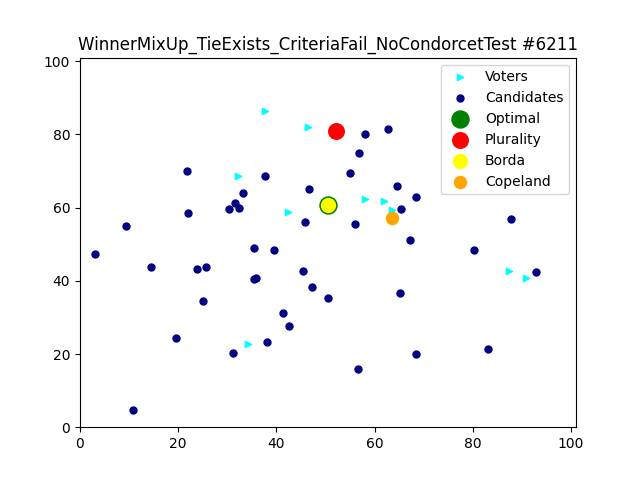 WinnerMixUp_TieExists_CriteriaFail_NoCondorcetTest #6211
100
80
60
40
20
0
0 20 40 60 80 100
Voters
Candidates
Optimal
Plurality
Borda
Copeland